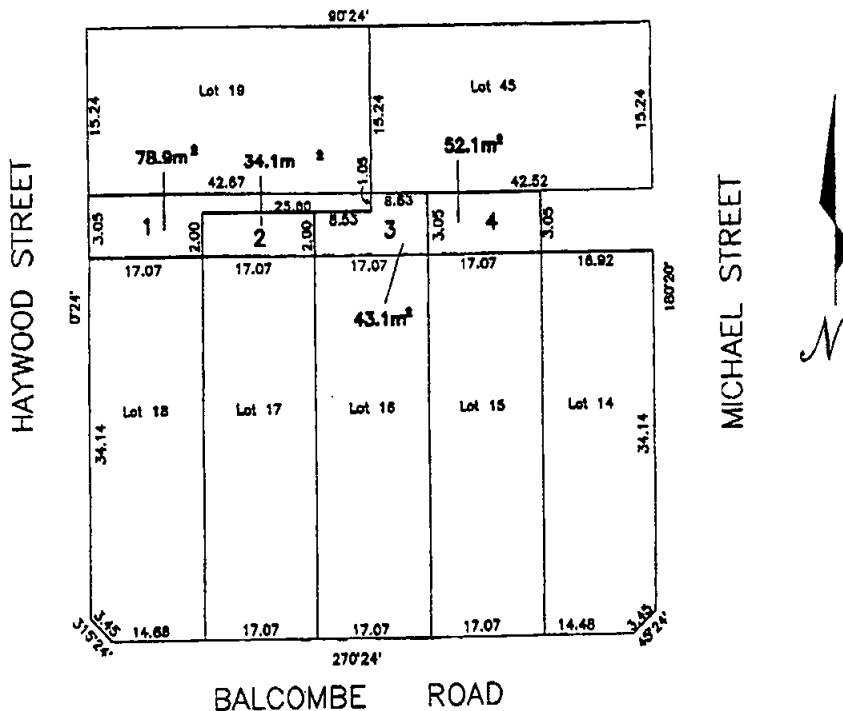 90°24'
Lot 19
Lot 45
15.24
15.24
15.24
78.9m²
34.1m ²
52.1m²
1.05
42.67
8.63
42.52
25.60
8.53
3.05
1
2.00
2
2.00
3
3.05
4
3.05
17.07
17.07
17.07
17.07
16.92
0°24'
180°20'
43.1m²
HAYWOOD STREET
MICHAEL STREET
N
Lot 18
Lot 17
Lot 16
Lot 15
Lot 14
34.14
34.14
3.45
315°24'
14.68
17.07
17.07
17.07
14.48
3.45
45°24'
270°24'
BALCOMBE ROAD